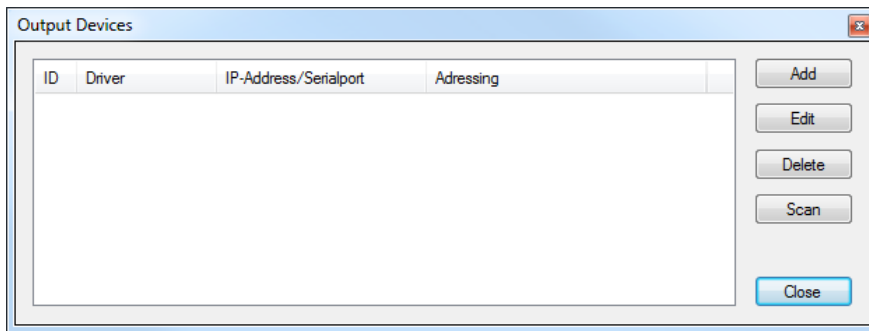 Output Devices
ID Driver IP-Address/Serialport Adressing
Add
Edit
Delete
Scan
Close